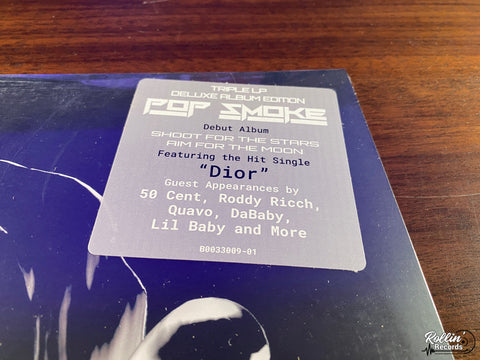 TRIPLE LP
DELUXE ALBUM EDITION
POP SMOKE
Debut Album
SHOOT FOR THE STARS
AIM FOR THE MOON
Featuring the Hit Single
“Dior”
Guest Appearances by
50 Cent, Roddy Ricch,
Quavo, DaBaby,
Lil Baby and More
B0033009-01
Rollin'
Records